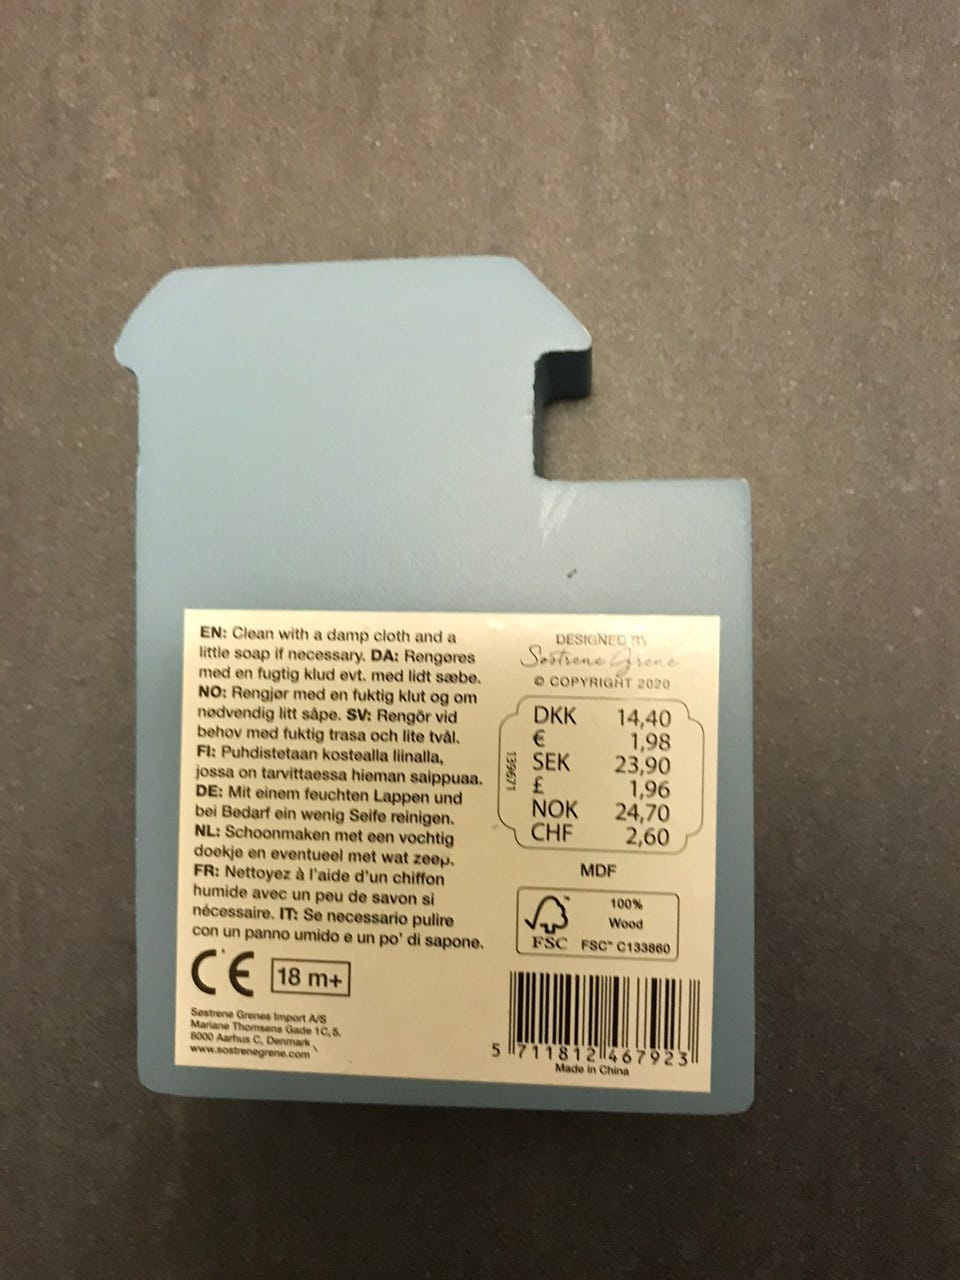 EN: Clean with a damp cloth and a
little soap if necessary. DA: Rengøres
med en fugtig klud evt. med lidt sæbe.
NO: Rengjør med en fuktig klut og om
nødvendig litt såpe. SV: Rengör vid
behov med fuktig trasa och lite tvål.
FI: Puhdistetaan kostealla liinalla,
jossa on tarvittaessa hieman saippuaa.
DE: Mit einem feuchten Lappen und
bei Bedarf ein wenig Seife reinigen.
NL: Schoonmaken met een vochtig
doekje en eventueel met wat zeep.
FR: Nettoyez à l'aide d'un chiffon
humide avec un peu de savon si
nécessaire. IT: Se necessario pulire
con un panno umido e un po' di sapone.
CE 18 m+
Søstrene Grenes Import A/S
Mariane Thomsens Gade 1C, 5.
8000 Aarhus C, Denmark
www.sostrenegrene.com
DESIGNED BY
Søstrene Grene
© COPYRIGHT 2020
139671
DKK 14,40
€ 1,98
SEK 23,90
£ 1,96
NOK 24,70
CHF 2,60
MDF
100%
Wood
FSC™ C133860
FSC
5 711812 467923
Made in China